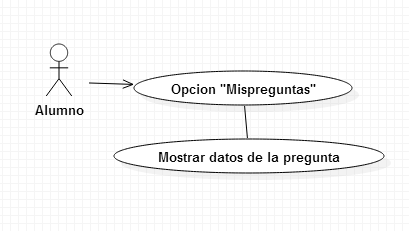 Opcion "Mispreguntas"
Alumno
Mostrar datos de la pregunta